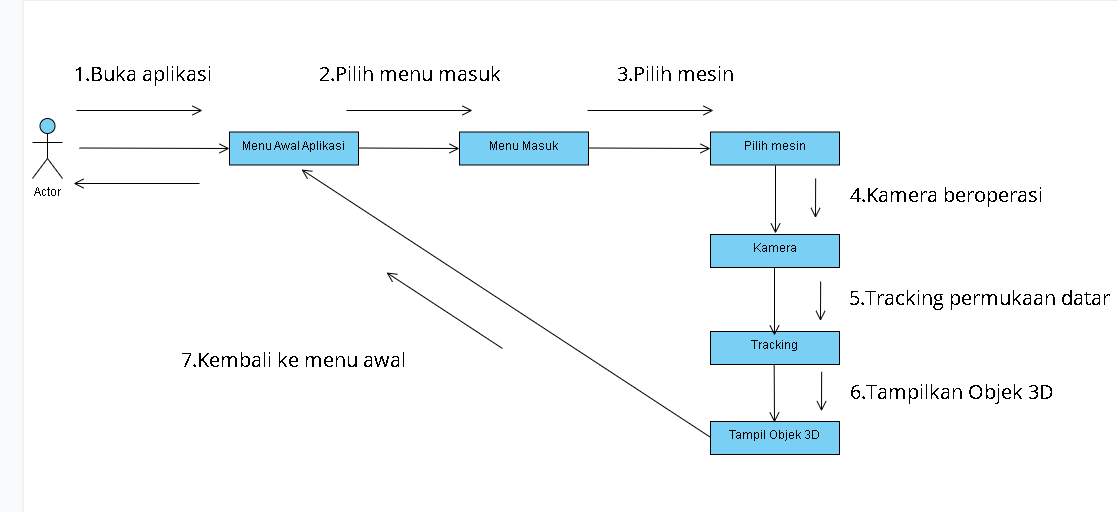 1.Buka aplikasi
2.Pilih menu masuk
3.Pilih mesin
Actor
Menu Awal Aplikasi
Menu Masuk
Pilih mesin
4.Kamera beroperasi
Kamera
5.Tracking permukaan datar
Tracking
7.Kembali ke menu awal
6.Tampilkan Objek 3D
Tampil Objek 3D